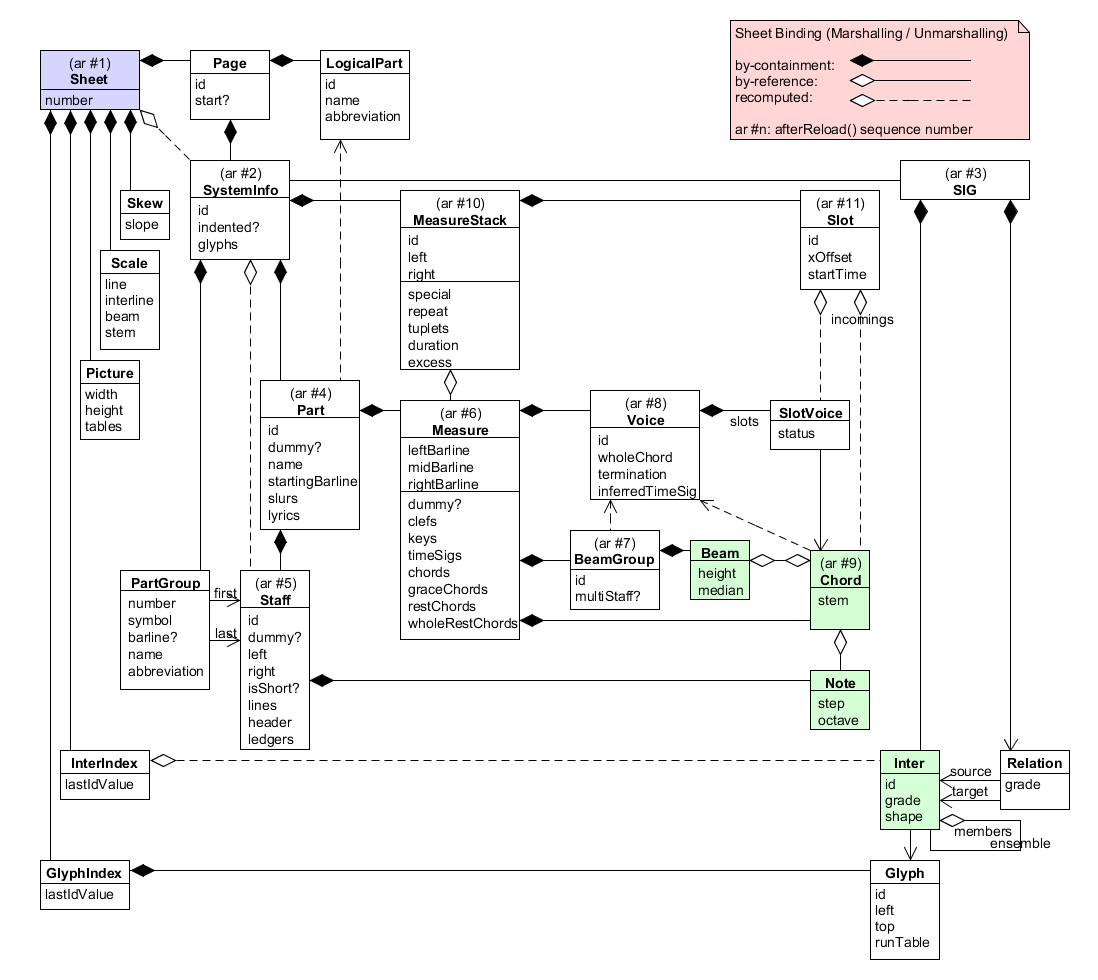 Sheet Binding (Marshalling / Unmarshalling)
by-containment:
by-reference:
recomputed:
ar #n: afterReload() sequence number
(ar #1)
Sheet
number
Page
id
start?
LogicalPart
id
name
abbreviation
(ar #2)
SystemInfo
id
indented?
glyphs
(ar #3)
SIG
Skew
slope
Scale
line
interline
beam
stem
Picture
width
height
tables
(ar #10)
MeasureStack
id
left
right
special
repeat
tuplets
duration
excess
(ar #11)
Slot
id
xOffset
startTime
incomings
(ar #4)
Part
id
dummy?
name
startingBarline
slurs
lyrics
(ar #6)
Measure
leftBarline
midBarline
rightBarline
dummy?
clefs
keys
timeSigs
chords
graceChords
restChords
wholeRestChords
(ar #8)
Voice
id
wholeChord
termination
inferredTimeSig
slots
SlotVoice
status
(ar #7)
BeamGroup
id
multiStaff?
Beam
height
median
(ar #9)
Chord
stem
PartGroup
number
symbol
barline?
name
abbreviation
first
last
(ar #5)
Staff
id
dummy?
left
right
isShort?
lines
header
ledgers
Note
step
octave
InterIndex
lastIdValue
Inter
id
grade
shape
source
target
members
ensemble
Relation
grade
GlyphIndex
lastIdValue
Glyph
id
left
top
runTable